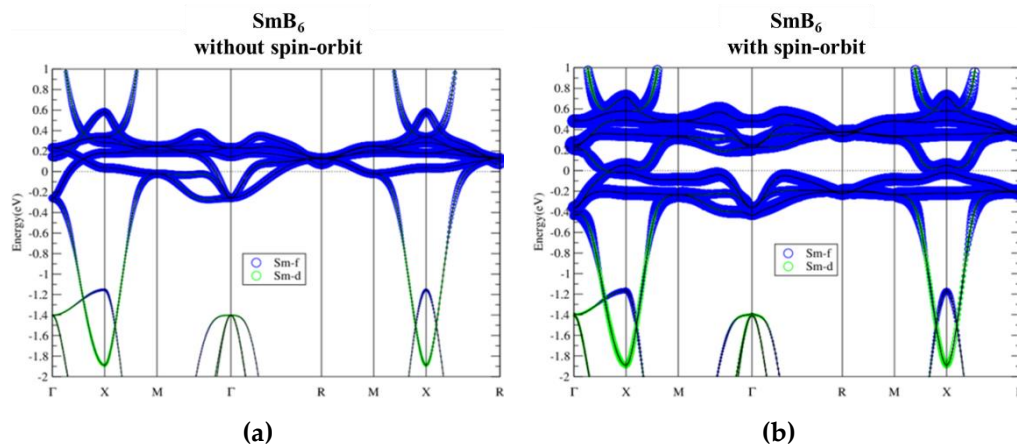 SmB₆
without spin-orbit
SmB₆
with spin-orbit
1
0.8
0.6
0.4
0.2
0
-0.2
-0.4
-0.6
-0.8
-1
-1.2
-1.4
-1.6
-1.8
-2
Energy(eV)
Sm-f
Sm-d
Γ X M Γ R M X R
1
0.8
0.6
0.4
0.2
0
-0.2
-0.4
-0.6
-0.8
-1
-1.2
-1.4
-1.6
-1.8
-2
Energy(eV)
Sm-f
Sm-d
Γ X M Γ R M X
(a)
(b)